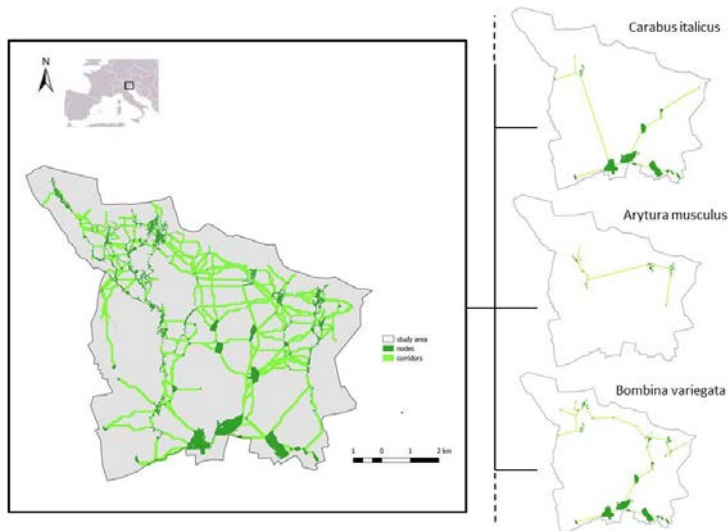 N
study area
nodes
corridors
1 0 1 2 km
Carabus italicus
Arytura musculus
Bombina variegata